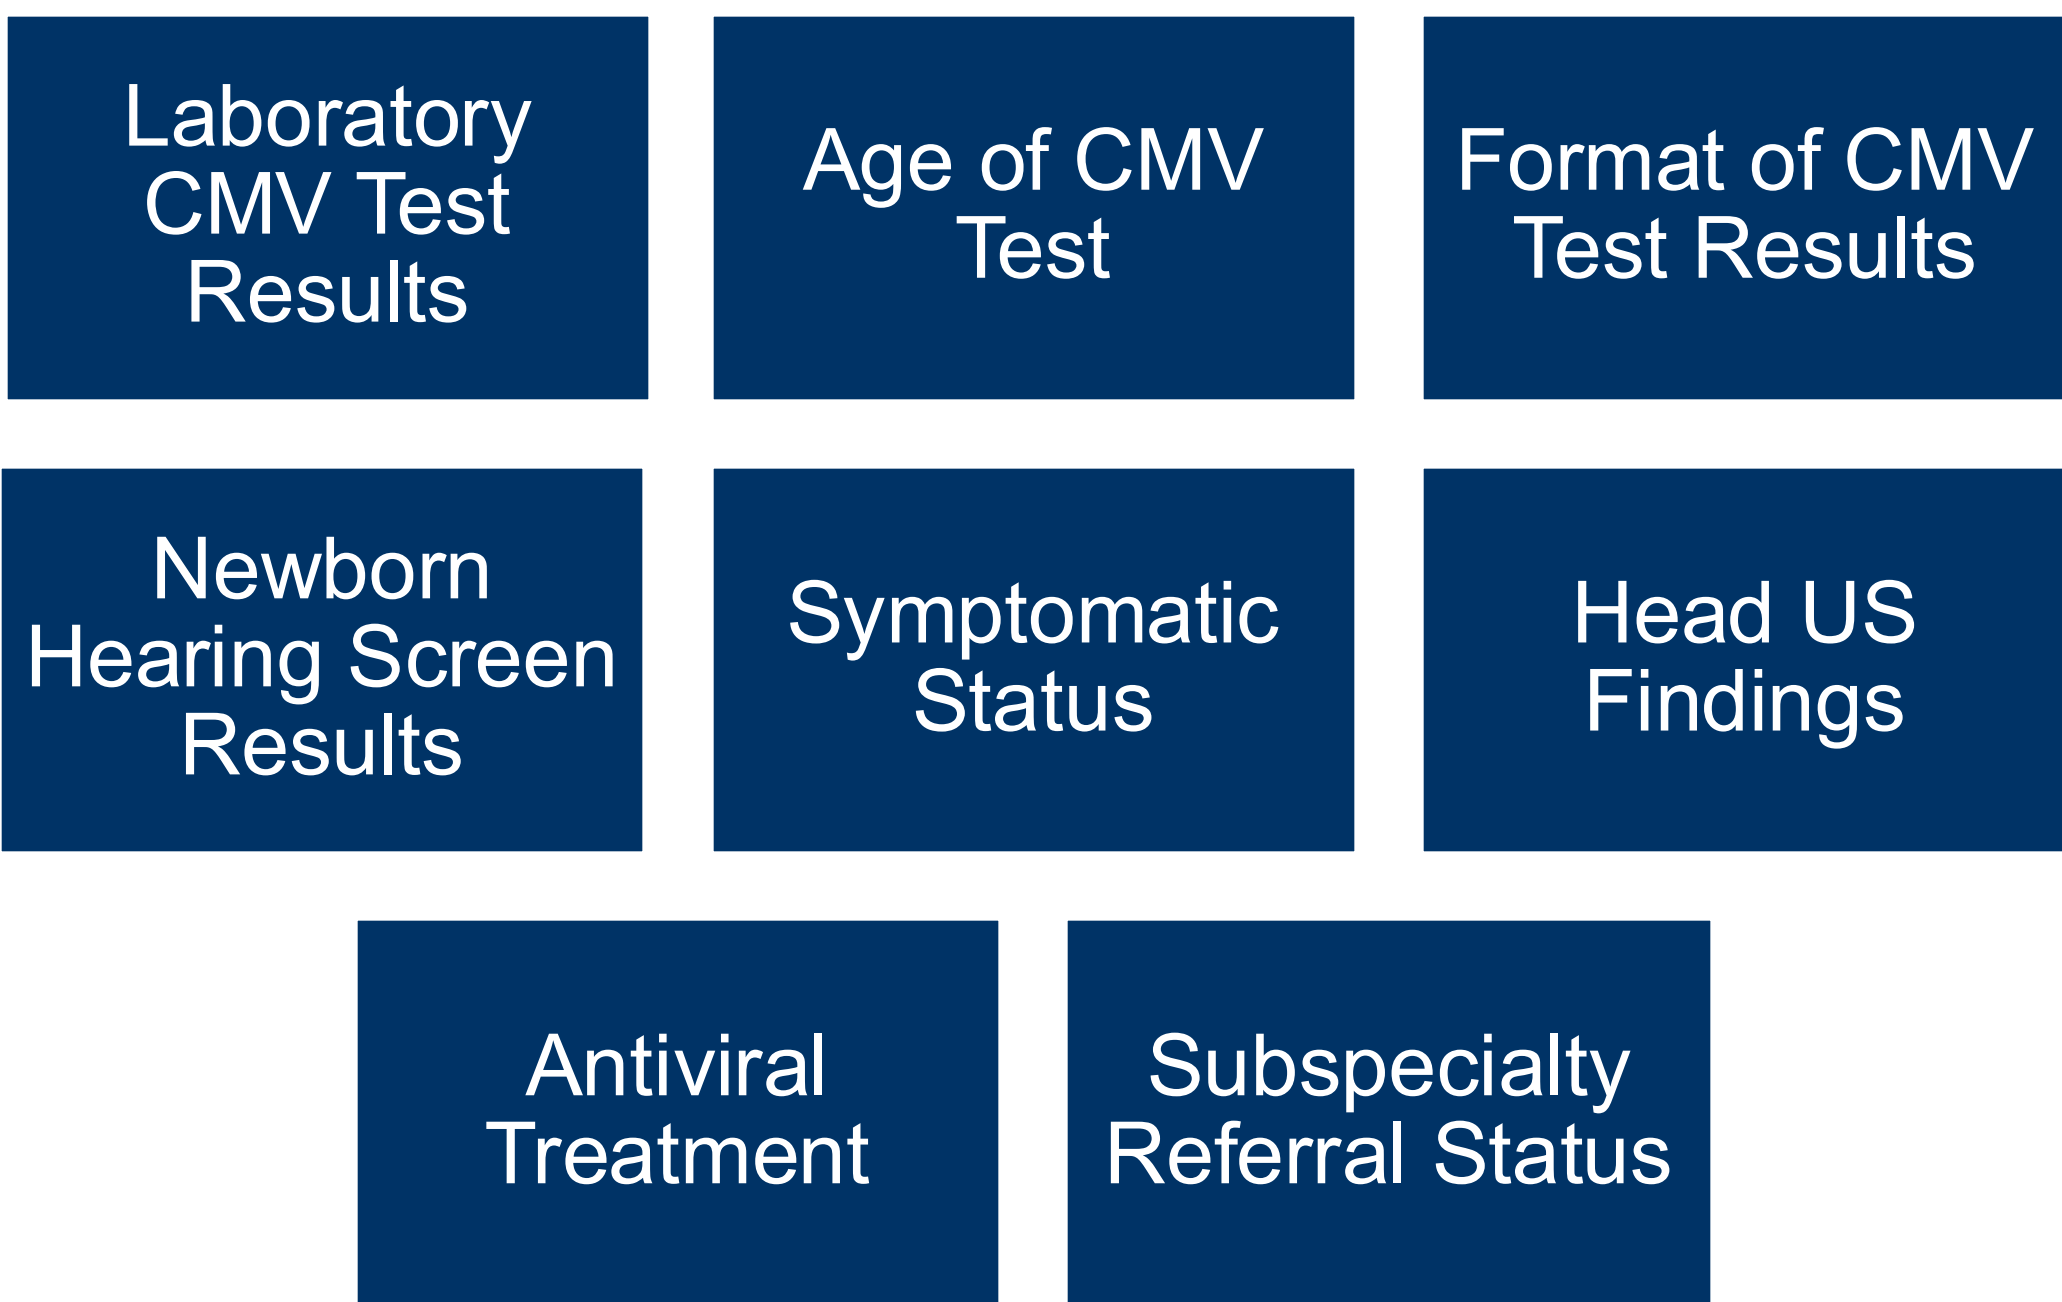 Laboratory
CMV Test
Results
Age of CMV
Test
Format of CMV
Test Results
Newborn
Hearing Screen
Results
Symptomatic
Status
Head US
Findings
Antiviral
Treatment
Subspecialty
Referral Status